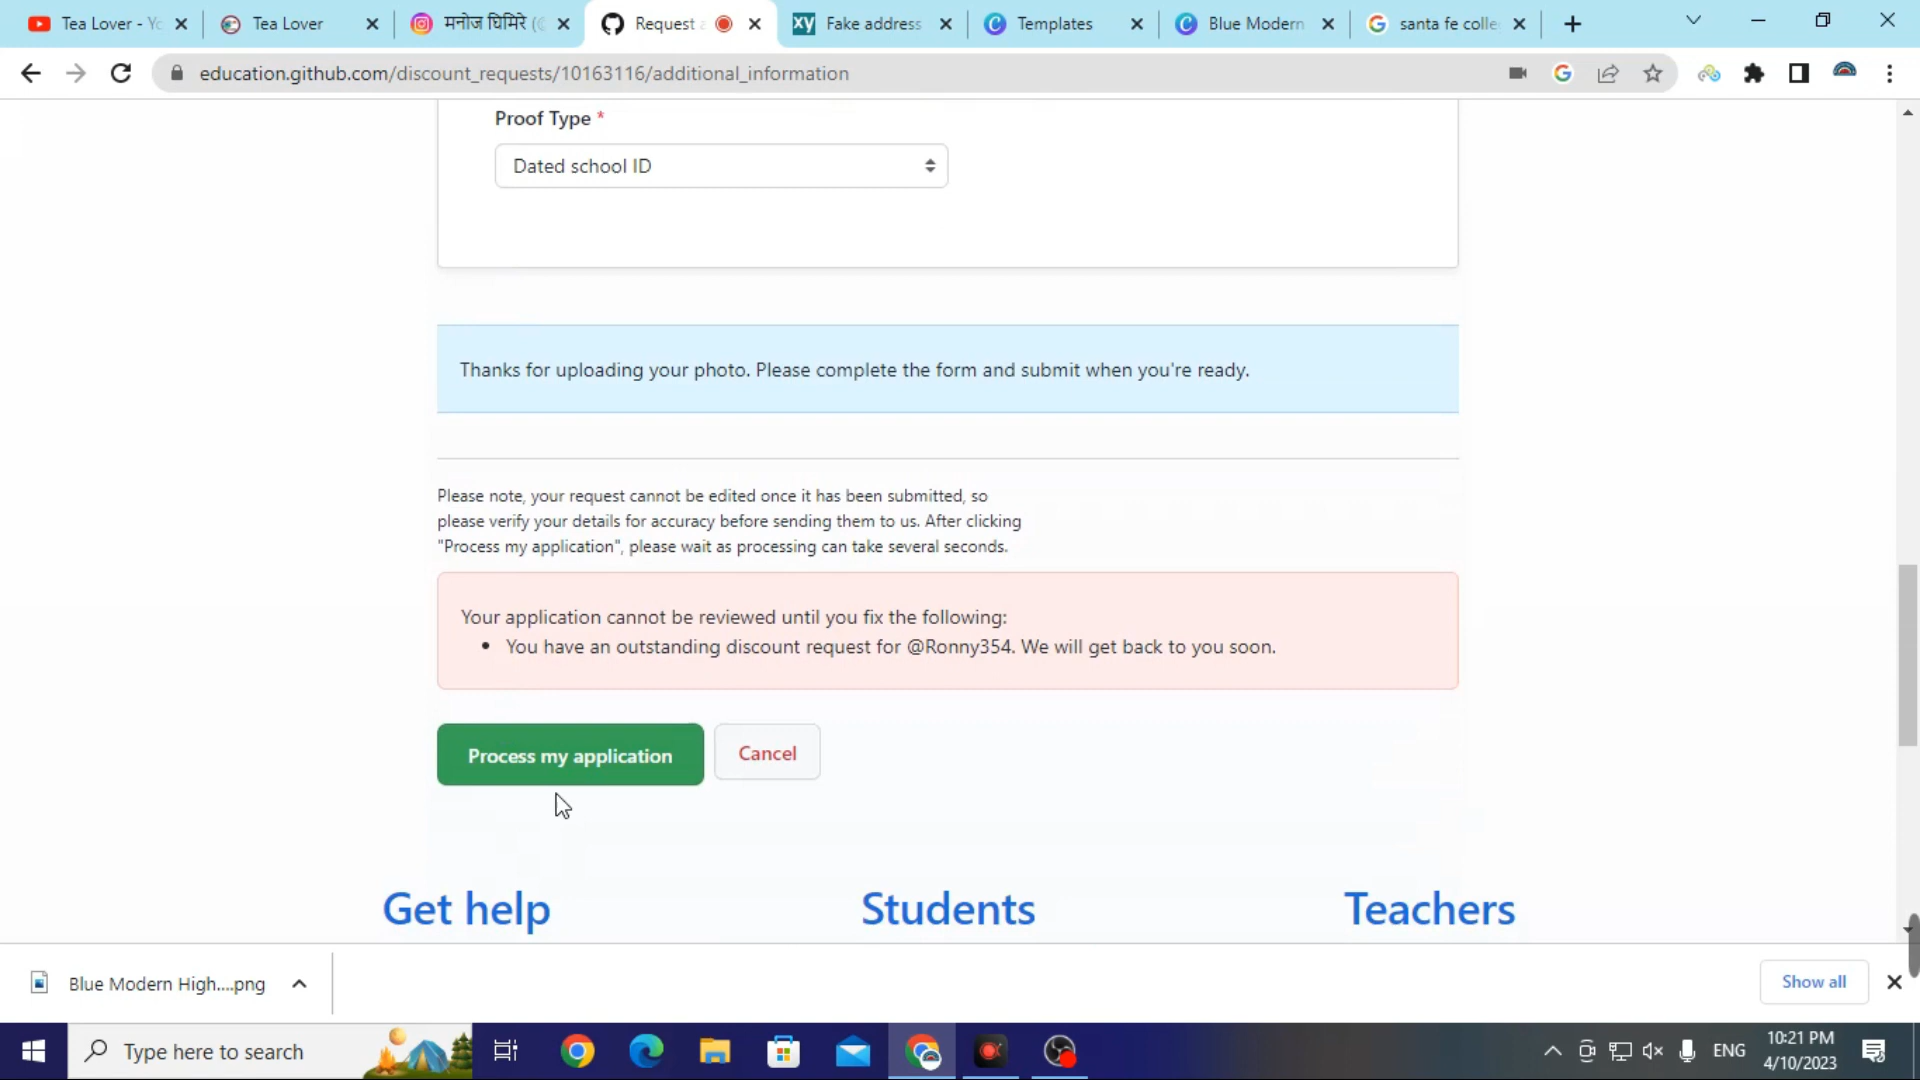 Tea Lover - Yo
Tea Lover
मनोज घिमिरे (@
Request a
xy Fake address
Templates
Blue Modern
santa fe colle
education.github.com/discount_requests/10163116/additional_information
Proof Type *
Dated school ID
Thanks for uploading your photo. Please complete the form and submit when you're ready.
Please note, your request cannot be edited once it has been submitted, so
please verify your details for accuracy before sending them to us. After clicking
"Process my application", please wait as processing can take several seconds.
Your application cannot be reviewed until you fix the following:
• You have an outstanding discount request for @Ronny354. We will get back to you soon.
Process my application
Cancel
Get help
Students
Teachers
Blue Modern High....png
Show all
Type here to search
ENG
10:21 PM
4/10/2023